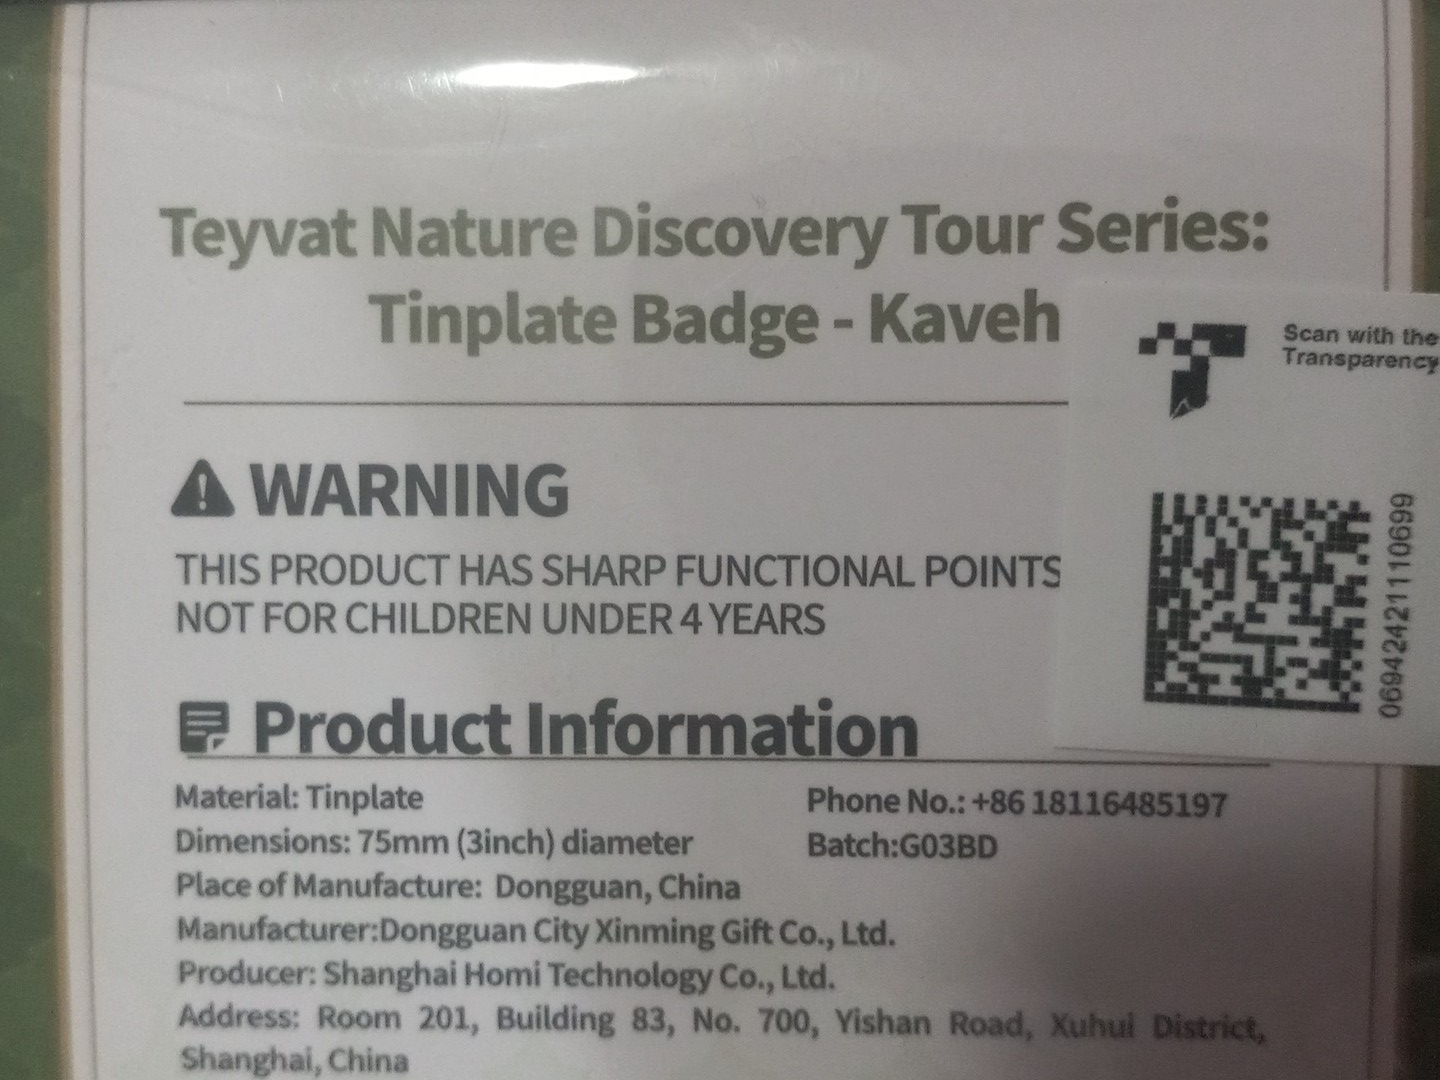 Teyvat Nature Discovery Tour Series:
Tinplate Badge - Kaveh
Scan with the
Transparency
WARNING
THIS PRODUCT HAS SHARP FUNCTIONAL POINTS
NOT FOR CHILDREN UNDER 4 YEARS
06942421110699
Product Information
Material: Tinplate
Phone No.: +86 18116485197
Dimensions: 75mm (3inch) diameter
Batch:G03BD
Place of Manufacture: Dongguan, China
Manufacturer:Dongguan City Xinming Gift Co., Ltd.
Producer: Shanghai Homi Technology Co., Ltd.
Address: Room 201, Building 83, No. 700, Yishan Road, Xuhui District,
Shanghai, China